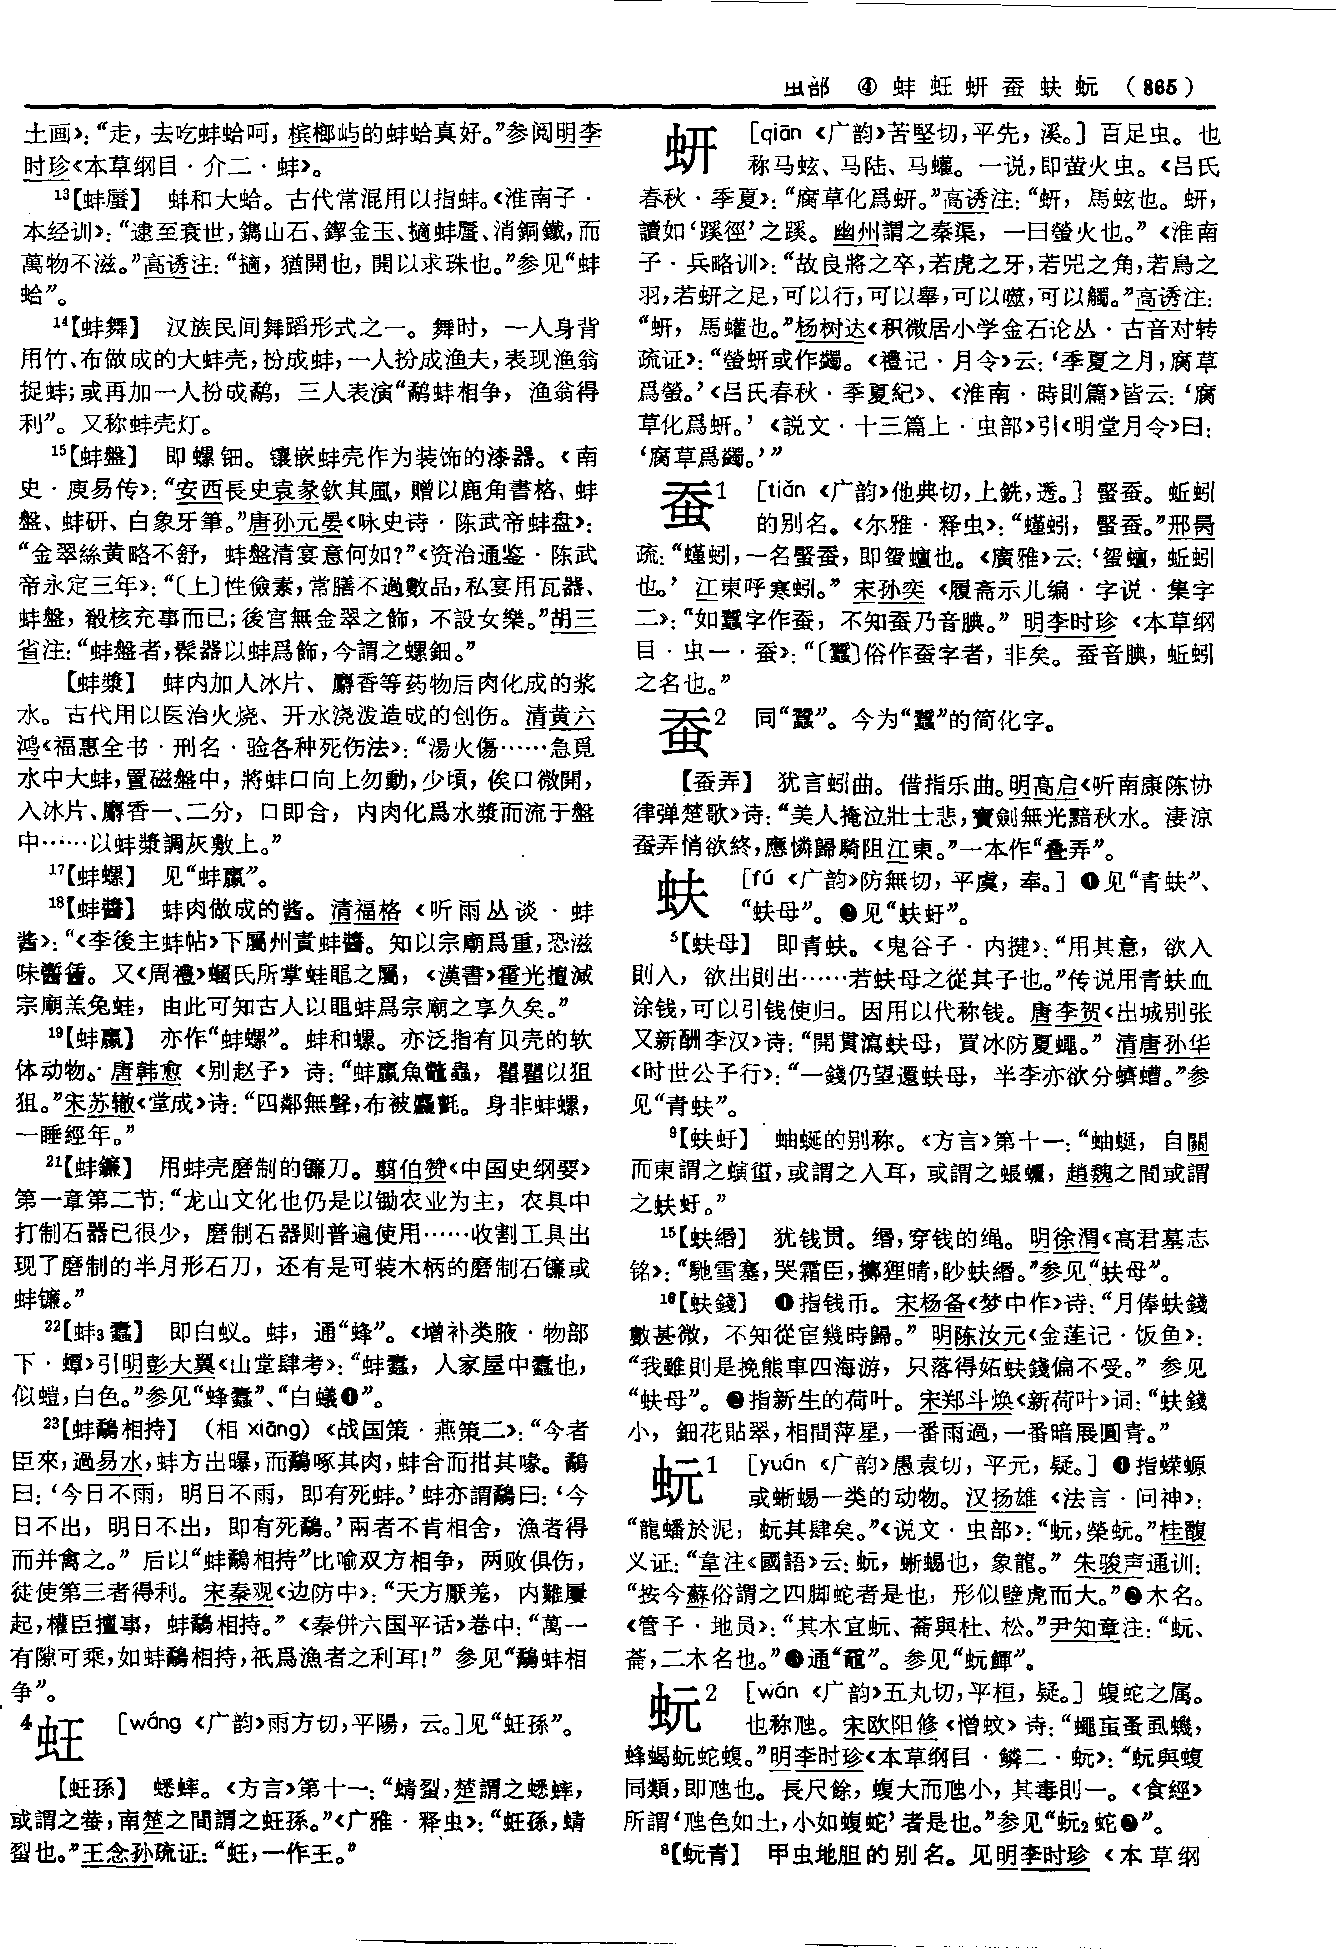 虫部 ④ 蚌 蚟 蚈 蚕 蚨 蚖 (865)
土画》：“走，去吃蚌蛤呵，槟榔屿的蚌蛤真好。”参阅明李
时珍《本草纲目·介二·蚌》。
13【蚌蜃】 蚌和大蛤。古代常混用以指蚌。《淮南子·
本经训》：“逮至衰世，鐫山石、鍥金玉、擿蚌蜃、消銅鐵，而
萬物不滋。”高诱注：“擿，猶開也，開以求珠也。”参见“蚌
蛤”。
14【蚌舞】 汉族民间舞蹈形式之一。舞时，一人身背
用竹、布做成的大蚌壳，扮成蚌，一人扮成渔夫，表现渔翁
捉蚌；或再加一人扮成鹬，三人表演“鹬蚌相争，渔翁得
利”。又称蚌壳灯。
15【蚌盤】 即螺钿。镶嵌蚌壳作为装饰的漆器。《南
史·庾易传》：“安西長史袁彖欽其風，赠以鹿角書格、蚌
盤、蚌研、白象牙筆。”唐孙元晏《咏史诗·陈武帝蚌盘》：
“金翠絲黄略不舒，蚌盤清宴意何如？”《资治通鉴·陈武
帝永定三年》：“〔上〕性儉素，常膳不過數品，私宴用瓦器、
蚌盤，殽核充事而已；後宫無金翠之飾，不設女樂。”胡三
省注：“蚌盤者，髹器以蚌爲飾，今謂之螺鈿。”
【蚌漿】 蚌内加入冰片、麝香等药物后肉化成的浆
水。古代用以医治火烧、开水浇泼造成的创伤。清黄六
鸿《福惠全书·刑名·验各种死伤法》：“湯火傷……急覓
水中大蚌，置磁盤中，將蚌口向上勿動，少頃，俟口微開，
入冰片、麝香一、二分，口即合，内肉化爲水漿而流于盤
中……以蚌漿調灰敷上。”
17【蚌螺】 见“蚌蠃”。
18【蚌醬】 蚌肉做成的酱。清福格《听雨丛谈·蚌
酱》：“《李後主蚌帖》下屬州責蚌醬。知以宗廟爲重，恐滋
味。又《周禮》蟈氏所掌蛙黽之屬，《漢書》霍光擅減
宗廟羔兔蛙，由此可知古人以黽蚌爲宗廟之享久矣。”
19【蚌蠃】 亦作“蚌螺”。蚌和螺。亦泛指有贝壳的软
体动物。唐韩愈《别赵子》诗：“蚌蠃魚鼈蟲，瞿瞿以狙
狙。”宋苏辙《堂成》诗：“四鄰無聲，布被氍。身非蚌螺，
一睡經年。”
21【蚌鐮】 用蚌壳磨制的镰刀。翦伯赞《中国史纲要》
第一章第二节：“龙山文化也仍是以锄农业为主，农具中
打制石器已很少，磨制石器则普遍使用……收割工具出
现了磨制的半月形石刀，还有是可装木柄的磨制石镰或
蚌镰。”
22【蚌3蠹】 即白蚁。蚌，通“蜂”。《增补类腋·物部
下·蟫》引明彭大翼《山堂肆考》：“蚌蠹，人家屋中蠹也，
似螘，白色。”参见“蜂蠹”、“白蟻❶”。
23【蚌鷸相持】 （相 xiāng）《战国策·燕策二》：“今者
臣來，過易水，蚌方出曝，而鷸啄其肉，蚌合而拑其喙。鷸
曰：‘今日不雨，明日不雨，即有死蚌。’蚌亦謂鷸曰：‘今
日不出，明日不出，即有死鷸。’兩者不肯相舍，漁者得
而并禽之。”后以“蚌鷸相持”比喻双方相争，两败俱伤，
徒使第三者得利。宋秦观《边防中》：“天方厭羌，内難屢
起，權臣擅事，蚌鷸相持。”《秦併六国平话》卷中：“萬一
有隙可乘，如蚌鷸相持，祇爲漁者之利耳！”参见“鷸蚌相
争”。
4蚟 [wáng 《广韵》雨方切，平陽，云。]见“蚟孫”。
【蚟孫】 蟋蟀。《方言》第十一：“蜻蛚，楚謂之蟋蟀，
或謂之蛬，南楚之間謂之蚟孫。”《广雅·释虫》：“蚟孫，蜻
蛚也。”王念孙疏证：“蚟，一作王。”
蚈 [qiān 《广韵》苦堅切，平先，溪。] 百足虫。也
称马蚿、马陆、马蠸。一说，即萤火虫。《吕氏
春秋·季夏》：“腐草化爲蚈。”高诱注：“蚈，馬蚿也。蚈，
讀如‘蹊徑’之蹊。幽州謂之秦渠，一曰螢火也。”《淮南
子·兵略训》：“故良將之卒，若虎之牙，若兕之角，若鳥之
羽，若蚈之足，可以行，可以舉，可以噬，可以觸。”高诱注：
“蚈，馬蠸也。”杨树达《积微居小学金石论丛·古音对转
疏证》：“螢蚈或作蠲。《禮记·月令》云：‘季夏之月，腐草
爲螢。’《吕氏春秋·季夏紀》、《淮南·時則篇》皆云：‘腐
草化爲蚈。’《説文·十三篇上·虫部》引《明堂月令》曰：
‘腐草爲蠲。’”
蚕1 [tiǎn 《广韵》他典切，上銑，透。] 螼蚕。蚯蚓
的别名。《尔雅·释虫》：“螼蚓，蜸蚕。”邢昺
疏：“螼蚓，一名蜸蚕，即蛩蟺也。《廣雅》云：‘蛩蟺，蚯蚓
也。’江東呼寒蚓。”宋孙奕《履斋示儿编·字说·集字
二》：“如蠶字作蚕，不知蚕乃音腆。”明李时珍《本草纲
目·虫一·蚕》：“〔蠶〕俗作蚕字者，非矣。蚕音腆，蚯蚓
之名也。”
蚕2 同“蠶”。今为“蠶”的简化字。
【蚕弄】 犹言蚓曲。借指乐曲。明高启《听南康陈协
律弹楚歌》诗：“美人掩泣壯士悲，寶劍無光黯秋水。淒涼
蚕弄悄欲終，應憐歸騎阻江東。”一本作“叠弄”。
蚨 [fú 《广韵》防無切，平虞，奉。] ❶见“青蚨”、
“蚨母”。❷见“蚨虶”。
5【蚨母】 即青蚨。《鬼谷子·内揵》：“用其意，欲入
則入，欲出則出……若蚨母之從其子也。”传说用青蚨血
涂钱，可以引钱使归。因用以代称钱。唐李贺《出城别张
又新酬李汉》诗：“開貫瀉蚨母，買冰防夏蠅。”清唐孙华
《时世公子行》：“一錢仍望還蚨母，半李亦欲分蠐螬。”参
见“青蚨”。
9【蚨虶】 蚰蜒的别称。《方言》第十一：“蚰蜒，自關
而東謂之螾䖤，或謂之入耳，或謂之蜄䗲，趙魏之間或謂
之蚨虶。”
15【蚨緡】 犹钱贯。缗，穿钱的绳。明徐渭《高君墓志
铭》：“馳雪塞，哭霜臣，擲狸晴，眇蚨緡。”参见“蚨母”。
16【蚨錢】 ❶指钱币。宋杨备《梦中作》诗：“月俸蚨錢
數甚微，不知從宦幾時歸。”明陈汝元《金莲记·饭鱼》：
“我雖則是挽熊車四海游，只落得妬蚨錢偏不受。”参见
“蚨母”。❷指新生的荷叶。宋郑斗焕《新荷叶》词：“蚨錢
小，鈿花貼翠，相間萍星，一番雨過，一番暗展圓青。”
蚖1 [yuán 《广韵》愚袁切，平元，疑。] ❶指蝾螈
或蜥蜴一类的动物。汉扬雄《法言·问神》：
“龍蟠於泥，蚖其肆矣。”《说文·虫部》：“蚖，榮蚖。”桂馥
义证：“韋注《國語》云：蚖，蜥蜴也，象龍。”朱骏声通训：
“按今蘇俗謂之四脚蛇者是也，形似壁虎而大。”❷木名。
《管子·地员》：“其木宜蚖、菕與杜、松。”尹知章注：“蚖、
菕，二木名也。”❸通“黿”。参见“蚖鱓”。
蚖2 [wán 《广韵》五丸切，平桓，疑。] 蝮蛇之属。
也称虺。宋欧阳修《憎蚊》诗：“蠅蝱蚤虱蟣，
蜂蝎蚖蛇蝮。”明李时珍《本草纲目·鳞二·蚖》：“蚖與蝮
同類，即虺也。長尺餘，蝮大而虺小，其毒則一。《食經》
所謂‘虺色如土，小如蝮蛇’者是也。”参见“蚖2蛇❷”。
8【蚖青】 甲虫地胆的别名。见明李时珍《本草纲